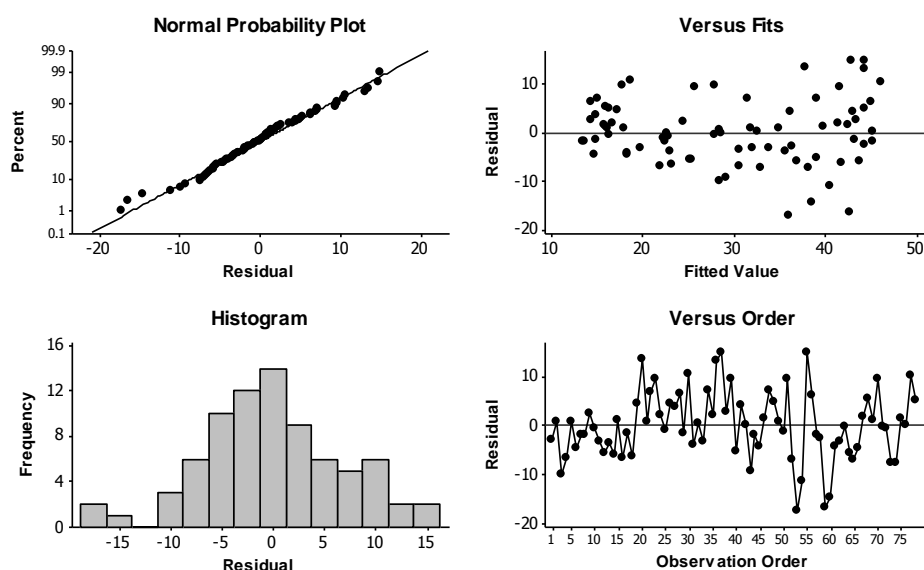 Normal Probability Plot
99.9
99
90
50
10
1
0.1
Percent
-20 -10 0 10 20
Residual
Versus Fits
10
0
-10
-20
Residual
10 20 30 40 50
Fitted Value
Histogram
16
12
8
4
0
Frequency
-15 -10 -5 0 5 10 15
Residual
Versus Order
10
0
-10
-20
Residual
1 5 10 15 20 25 30 35 40 45 50 55 60 65 70 75
Observation Order